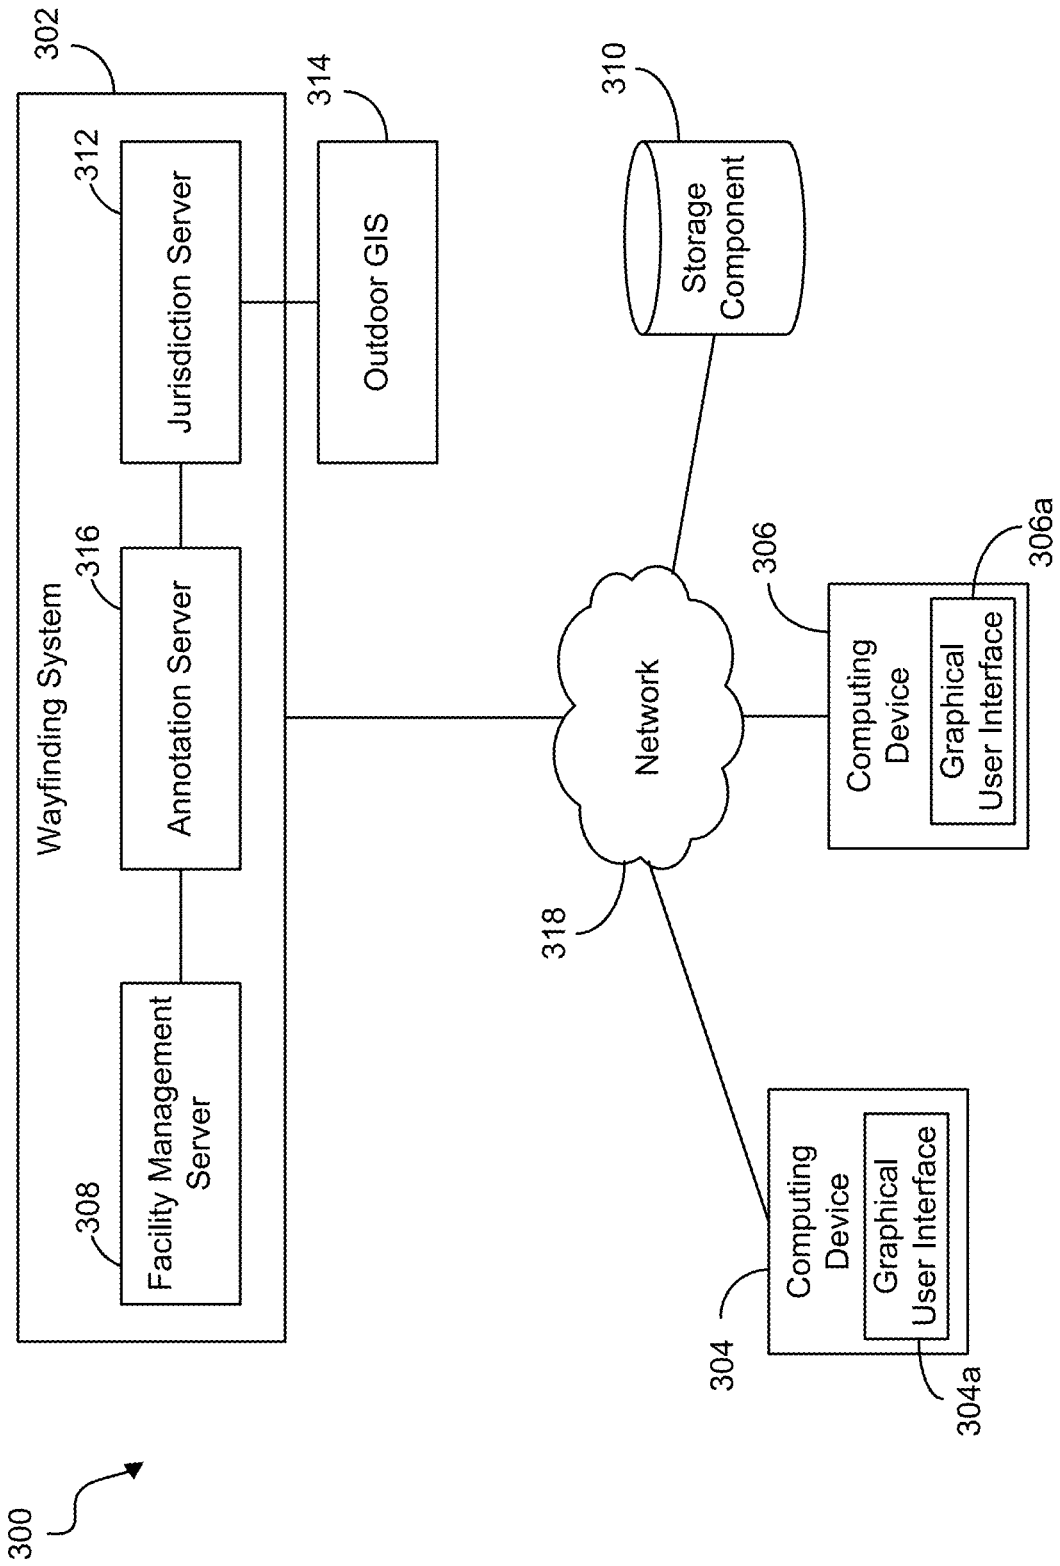 300
302
Wayfinding System
308
Facility Management
Server
316
Annotation Server
312
Jurisdiction Server
314
Outdoor GIS
318
Network
310
Storage
Component
304
Computing
Device
Graphical
User Interface
304a
306
Computing
Device
Graphical
User Interface
306a